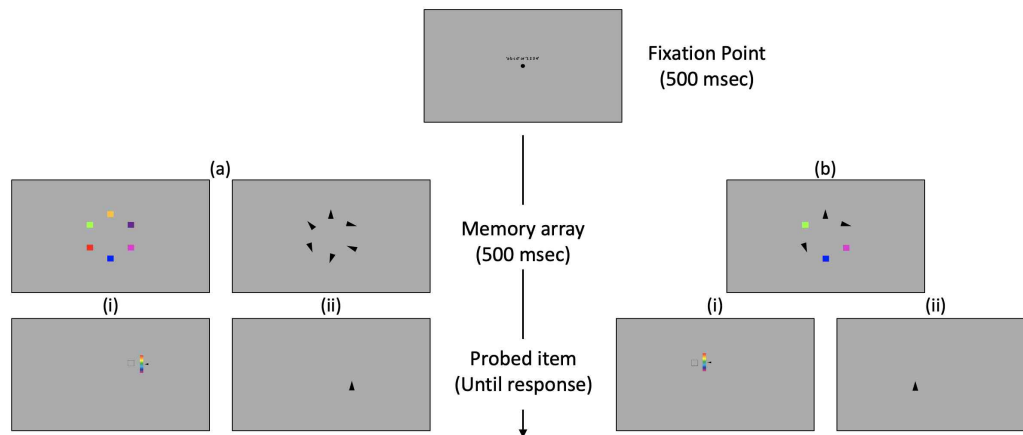 Fixation Point
(500 msec)
(a)
(b)
Memory array
(500 msec)
(i)
(ii)
(i)
(ii)
Probed item
(Until response)